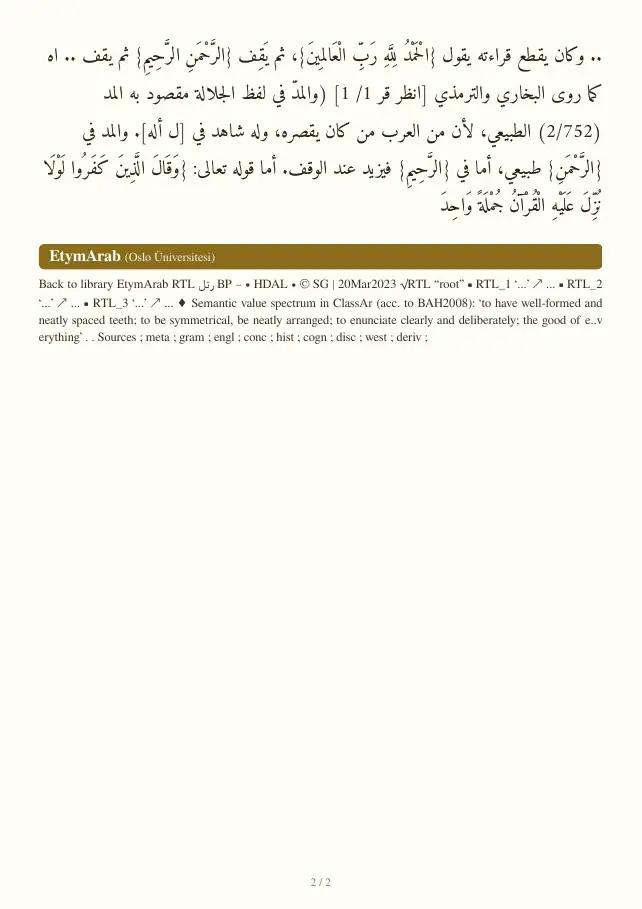 .. وكان يقطع قراءته يقول {الْحَمْدُ لِلَّهِ رَبِّ الْعَالمِينَ}، ثم يَقِف {الرَّحْمَنِ الرَّحِيمِ} ثم يقف .. اه
كما روى البخاري والترمذي [انظر قر 1/ 1] (والمدّ في لفظ الجلالة مقصود به المد
(2/752) الطبيعي، لأن من العرب من كان يقصره، وله شاهد في [ل أله]. والمد في
{الرَّحْمَنِ} طبيعي، أما في {الرَّحِيمِ} فيزيد عند الوقف. أما قوله تعالى: {وَقَالَ الَّذِينَ كَفَرُوا لَوْلَا
نُزِّلَ عَلَيْهِ الْقُرْآنُ جُمْلَةً وَاحِدَ
EtymArab (Oslo Üniversitesi)
Back to library EtymArab RTL رتل BP – • HDAL • © SG | 20Mar2023 √RTL “root” ▪ RTL_1 ‘...’ ↗ ... ▪ RTL_2
‘...’ ↗ ... ▪ RTL_3 ‘...’ ↗ ... ♦ Semantic value spectrum in ClassAr (acc. to BAH2008): ‘to have well-formed and
neatly spaced teeth; to be symmetrical, be neatly arranged; to enunciate clearly and deliberately; the good of e..v
erything’ . . Sources ; meta ; gram ; engl ; conc ; hist ; cogn ; disc ; west ; deriv ;
2 / 2